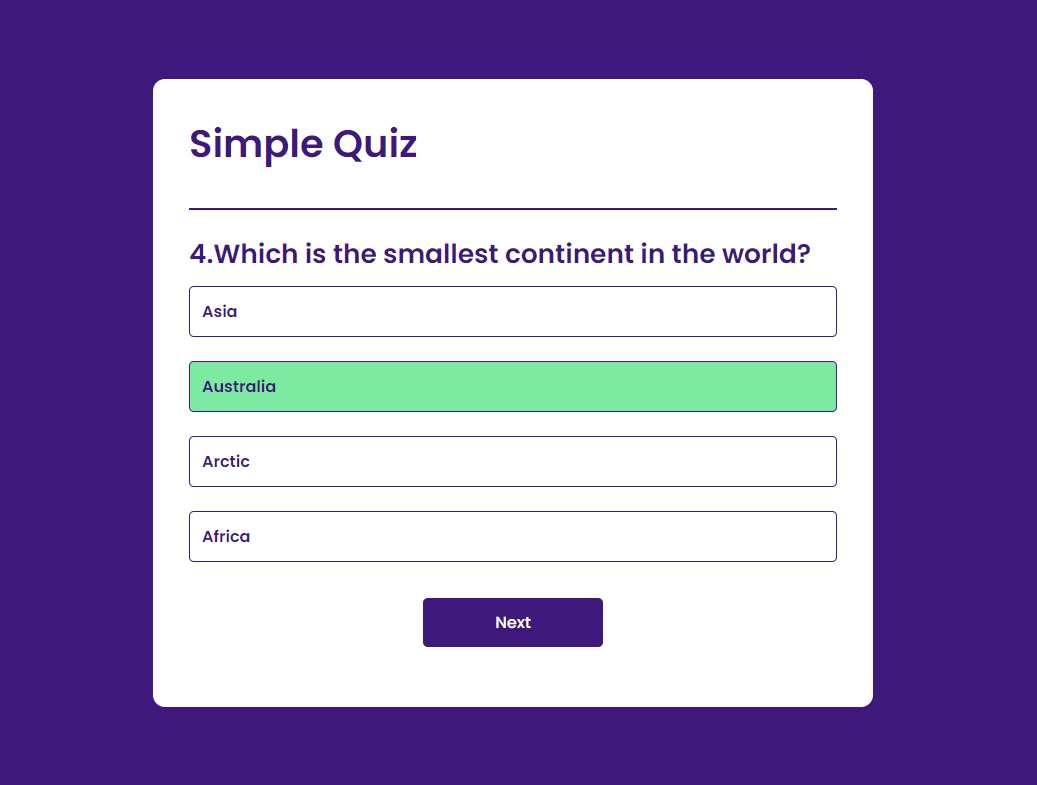 Simple Quiz
4.Which is the smallest continent in the world?
Asia
Australia
Arctic
Africa
Next